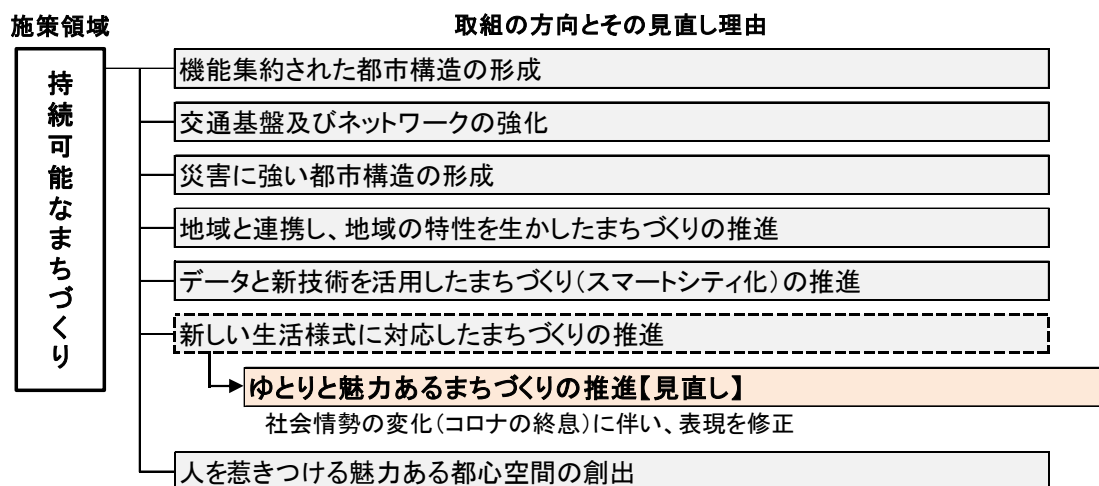 施策領域
取組の方向とその見直し理由
持続可能なまちづくり
機能集約された都市構造の形成
交通基盤及びネットワークの強化
災害に強い都市構造の形成
地域と連携し、地域の特性を生かしたまちづくりの推進
データと新技術を活用したまちづくり（スマートシティ化）の推進
新しい生活様式に対応したまちづくりの推進
ゆとりと魅力あるまちづくりの推進【見直し】
社会情勢の変化（コロナの終息）に伴い、表現を修正
人を惹きつける魅力ある都心空間の創出